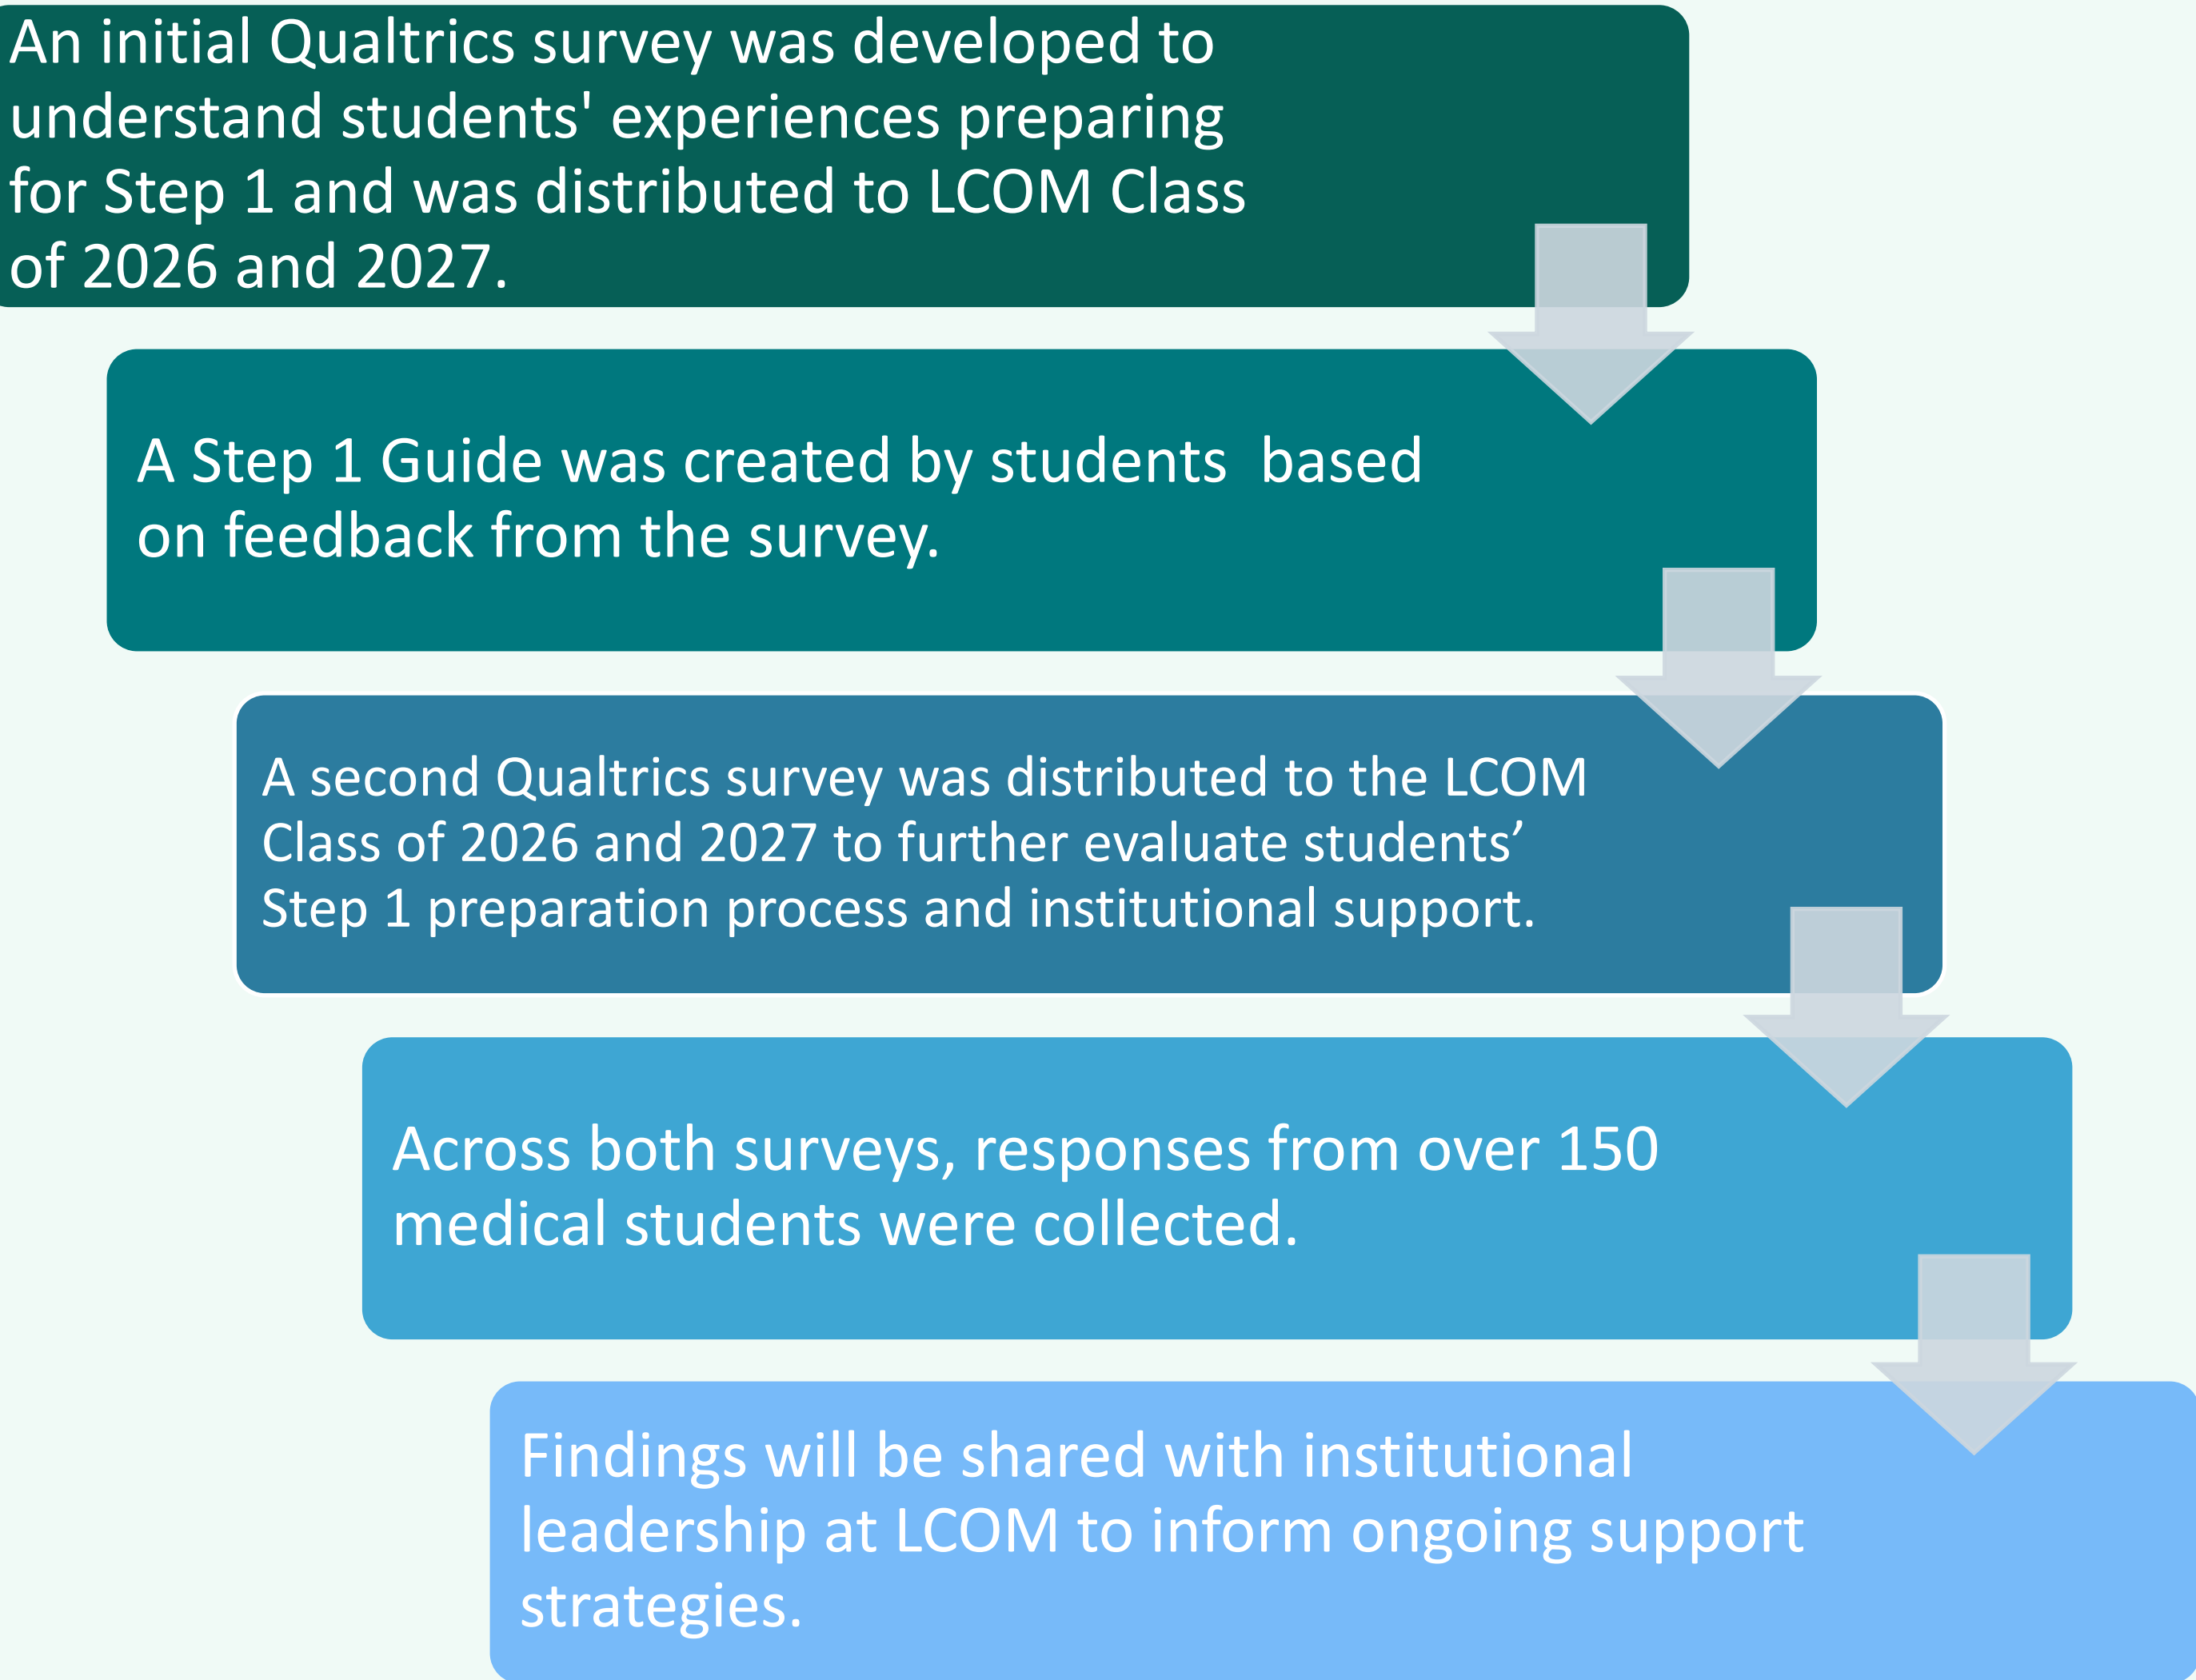 An initial Qualtrics survey was developed to
understand students' experiences preparing
for Step 1 and was distributed to LCOM Class
of 2026 and 2027.
A Step 1 Guide was created by students  based
on feedback from the survey.
A second Qualtrics survey was distributed to the LCOM
Class of 2026 and 2027 to further evaluate students’
Step 1 preparation process and institutional support.
Across both surveys, responses from over 150
medical students were collected.
Findings will be shared with institutional
leadership at LCOM to inform ongoing support
strategies.